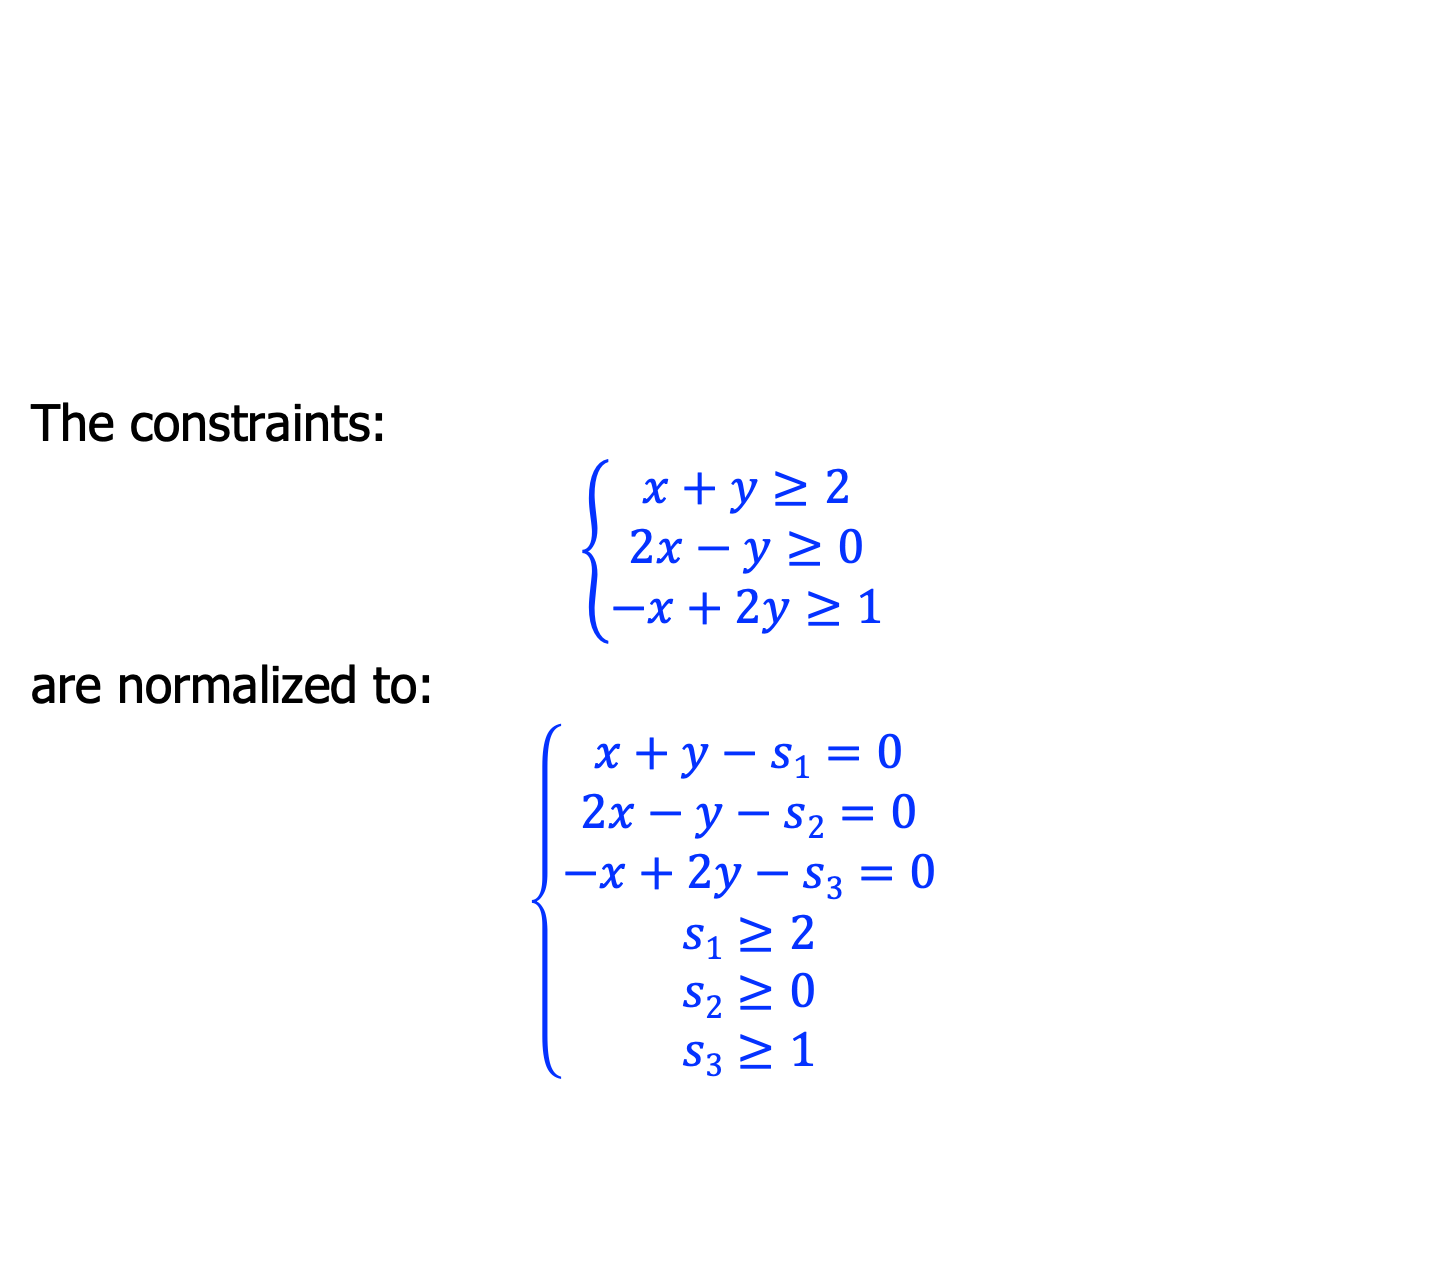 The constraints:
x + y ≥ 2
2x − y ≥ 0
−x + 2y ≥ 1
are normalized to:
x + y − s₁ = 0
2x − y − s₂ = 0
−x + 2y − s₃ = 0
s₁ ≥ 2
s₂ ≥ 0
s₃ ≥ 1